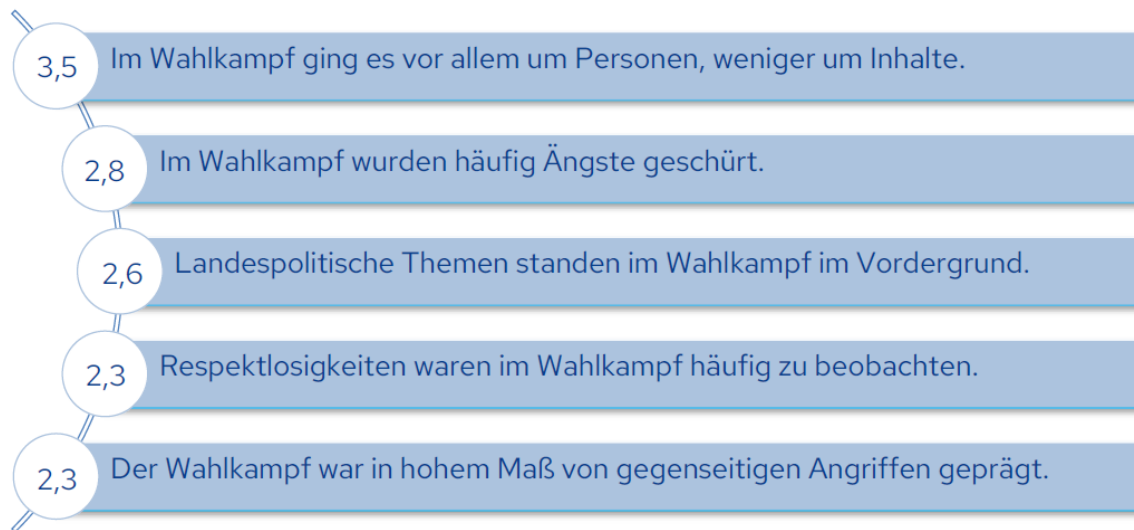 3,5 Im Wahlkampf ging es vor allem um Personen, weniger um Inhalte.
2,8 Im Wahlkampf wurden häufig Ängste geschürt.
2,6 Landespolitische Themen standen im Wahlkampf im Vordergrund.
2,3 Respektlosigkeiten waren im Wahlkampf häufig zu beobachten.
2,3 Der Wahlkampf war in hohem Maß von gegenseitigen Angriffen geprägt.